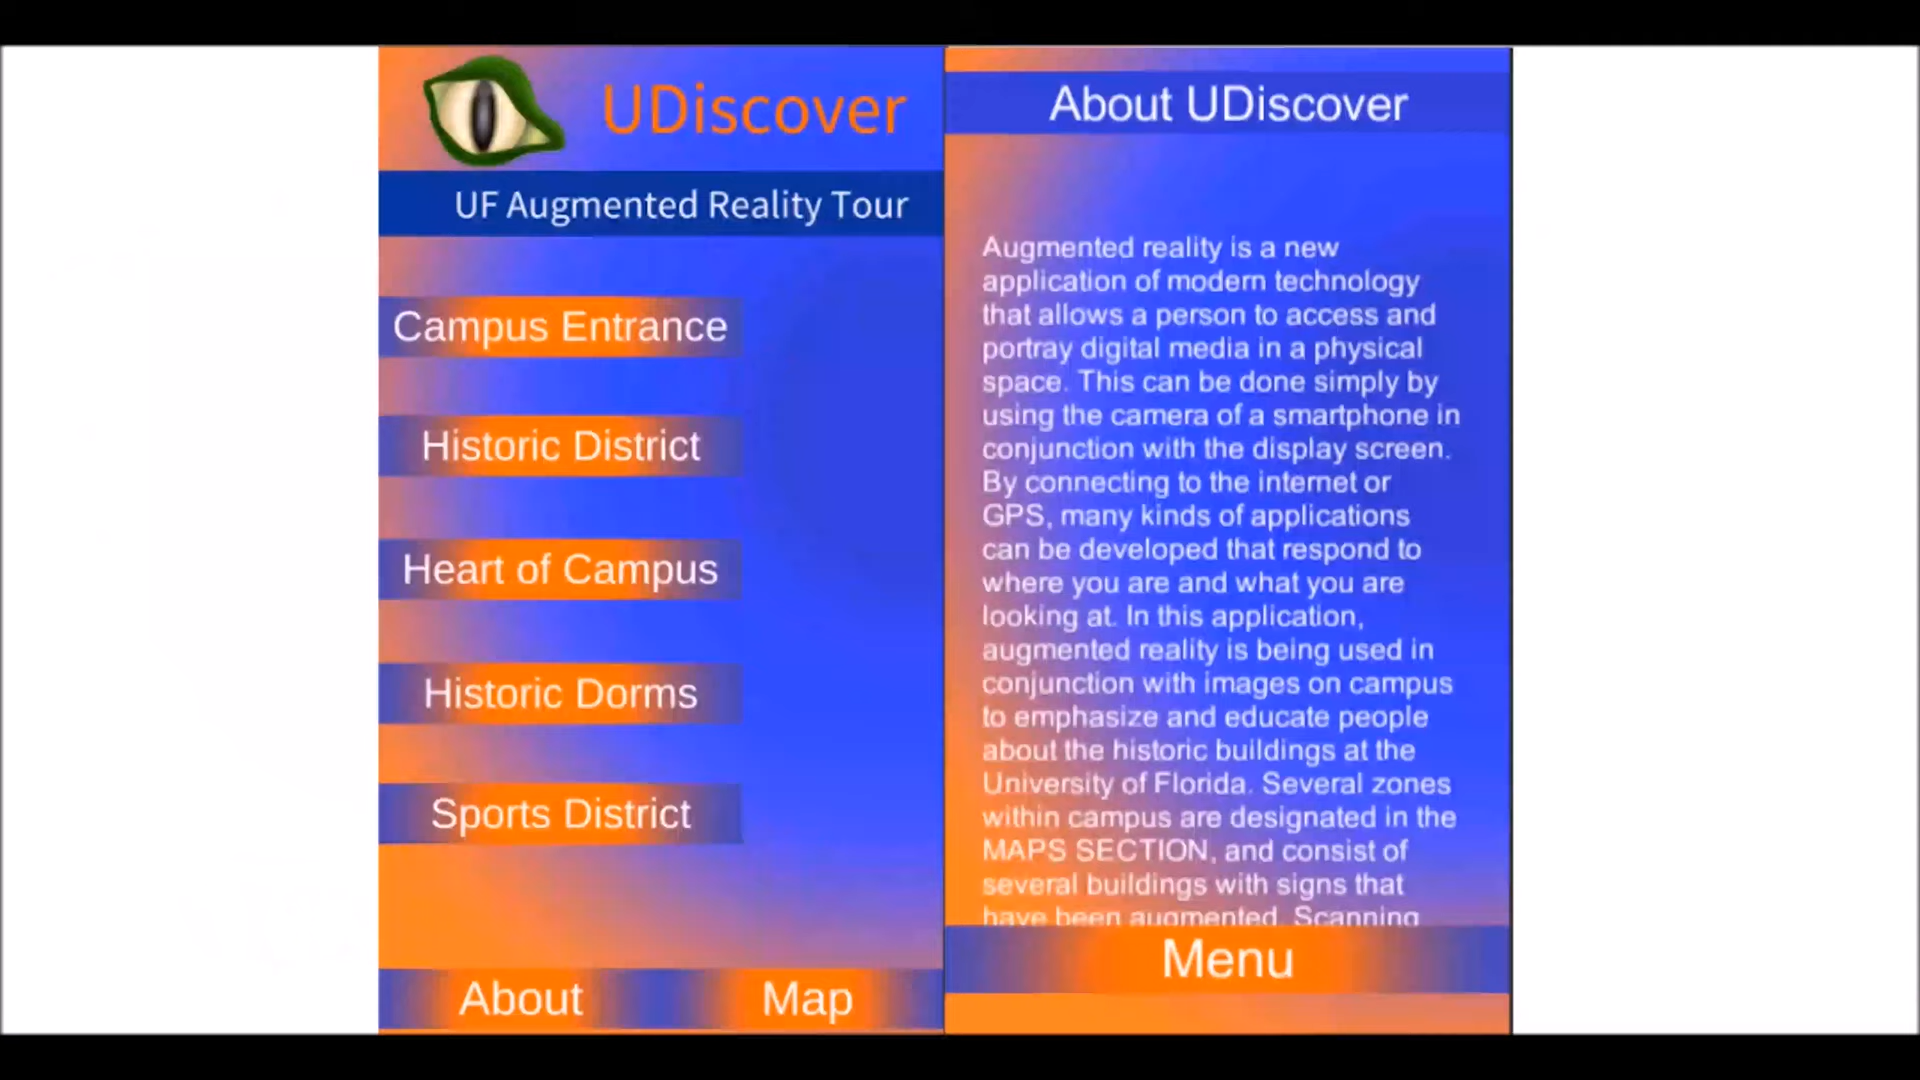 UDiscover
UF Augmented Reality Tour
Campus Entrance
Historic District
Heart of Campus
Historic Dorms
Sports District
About
Map
About UDiscover
Augmented reality is a new
application of modern technology
that allows a person to access and
portray digital media in a physical
space. This can be done simply by
using the camera of a smartphone in
conjunction with the display screen.
By connecting to the internet or
GPS, many kinds of applications
can be developed that respond to
where you are and what you are
looking at. In this application,
augmented reality is being used in
conjunction with images on campus
to emphasize and educate people
about the historic buildings at the
University of Florida. Several zones
within campus are designated in the
MAPS SECTION, and consist of
several buildings with signs that
have been augmented. Scanning
Menu